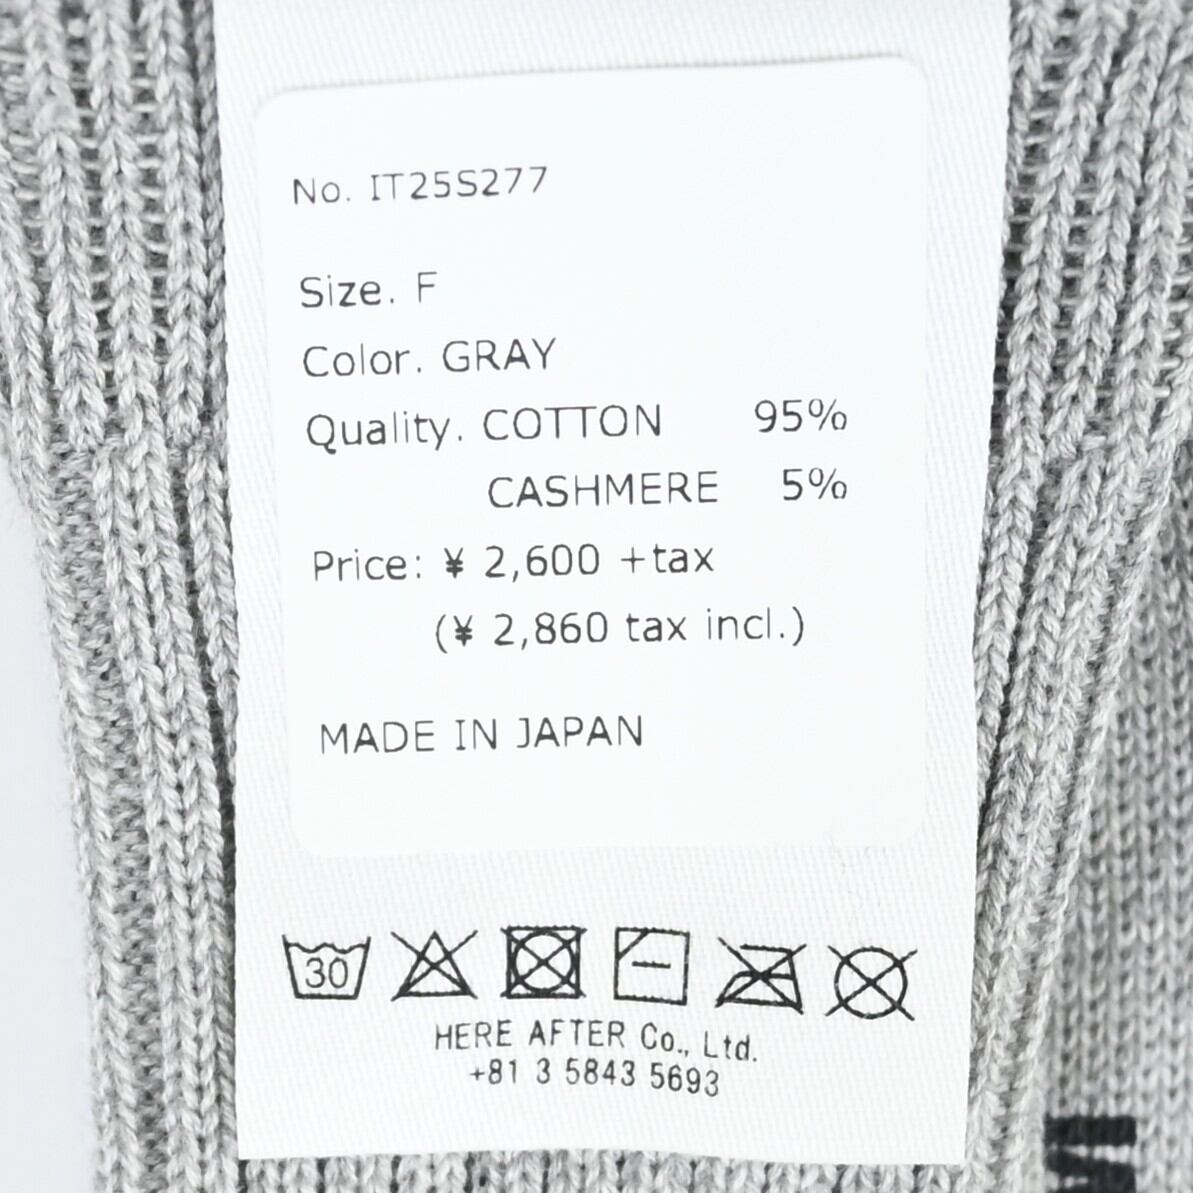 No. IT25S277
Size. F
Color. GRAY
Quality. COTTON 95%
CASHMERE 5%
Price: ¥ 2,600 +tax
(¥ 2,860 tax incl.)
MADE IN JAPAN
30
HERE AFTER Co., Ltd.
+81 3 5843 5693